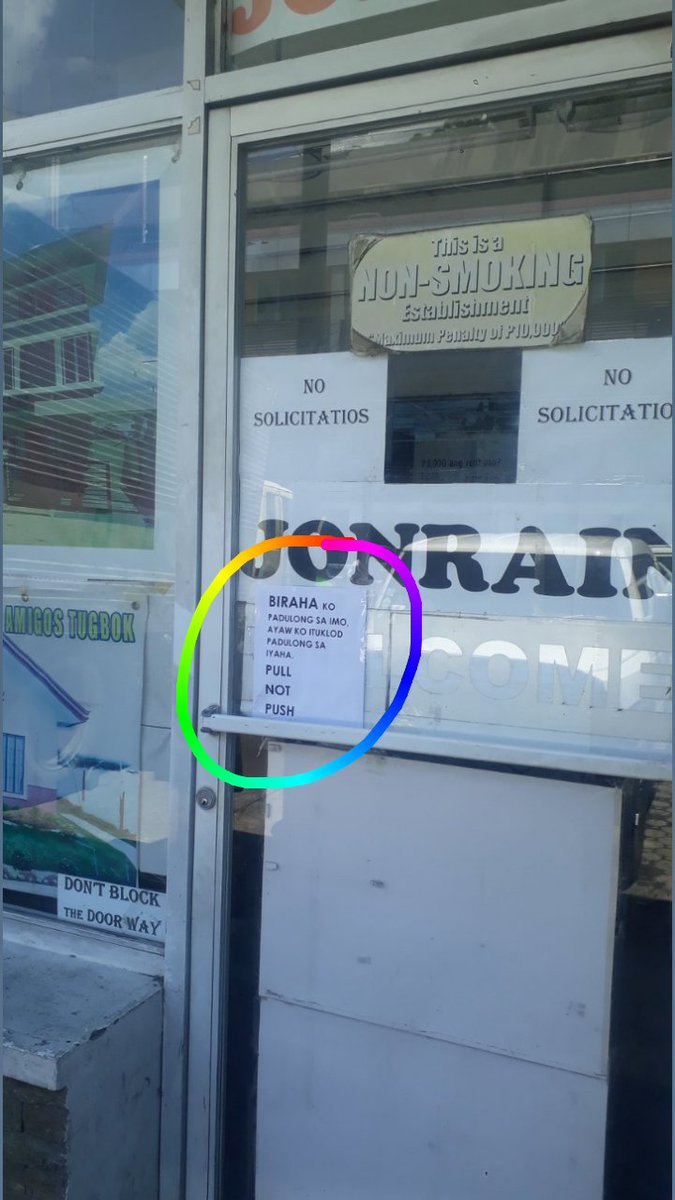 This is a
NON-SMOKING
Establishment
"Maximum Penalty of P10,000"
NO
SOLICITATIOS
NO
SOLICITATIO
JONRAIN
BIRAHA KO
PADULONG SA IMO,
AYAW KO ITUKLOD
PADULONG SA
IYAHA.
PULL
NOT
PUSH
COME
AMIGOS TUGBOK
DON'T BLOCK
THE DOOR WAY